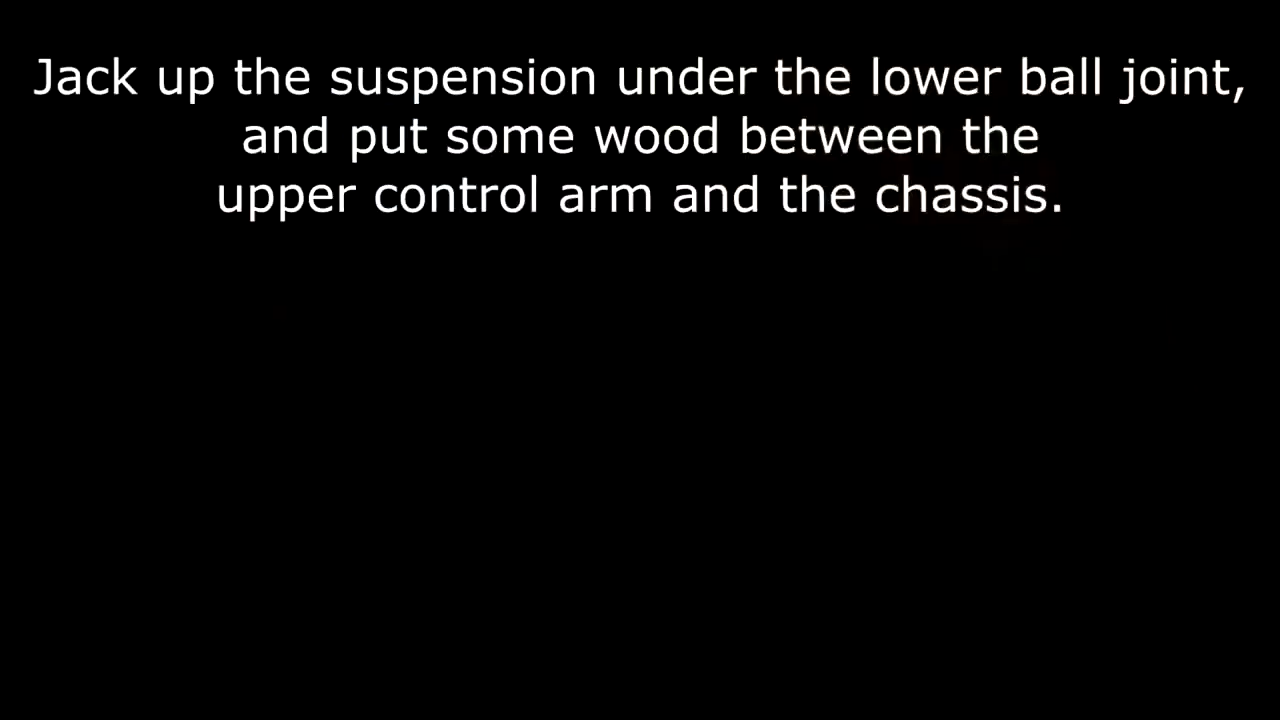 Jack up the suspension under the lower ball joint,
and put some wood between the
upper control arm and the chassis.